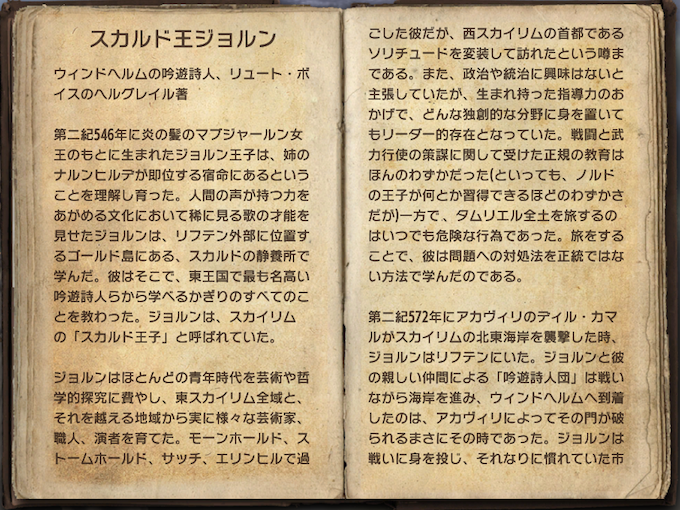 スカルド王ジョルン
ウィンドヘルムの吟遊詩人、リュート・ボ
イスのヘルグレイル著
第二紀546年に炎の髪のマブジャールン女
王のもとに生まれたジョルン王子は、姉の
ナルンヒルデが即位する宿命にあるという
ことを理解し育った。人間の声が持つ力を
あがめる文化において稀に見る歌の才能を
見せたジョルンは、リフテン外部に位置す
るゴールド島にある、スカルドの静養所で
学んだ。彼はそこで、東王国で最も名高い
吟遊詩人らから学べるかぎりのすべてのこ
とを教わった。ジョルンは、スカイリム
の「スカルド王子」と呼ばれていた。
ジョルンはほとんどの青年時代を芸術や哲
学的探究に費やし、東スカイリム全域と、
それを越える地域から実に様々な芸術家、
職人、演者を育てた。モーンホールド、ス
トームホールド、サッチ、エリンヒルで過
ごした彼だが、西スカイリムの首都である
ソリチュードを変装して訪れたという噂ま
である。また、政治や統治に興味はないと
主張していたが、生まれ持った指導力のお
かげで、どんな独創的な分野に身を置いて
もリーダー的存在となっていた。戦闘と武
力行使の策謀に関して受けた正規の教育は
ほんのわずかだった(といっても、ノルド
の王子が何とか習得できるほどのわずかさ
だが)一方で、タムリエル全土を旅するの
はいつでも危険な行為であった。旅をする
ことで、彼は問題への対処法を正統ではな
い方法で学んだのである。
第二紀572年にアカヴィリのディル・カマ
ルがスカイリムの北東海岸を襲撃した時、
ジョルンはリフテンにいた。ジョルンと彼
の親しい仲間による「吟遊詩人団」は戦い
ながら海岸を進み、ウィンドヘルムへ到着
したのは、アカヴィリによってその門が破
られるまさにその時であった。ジョルンは
戦いに身を投じ、それなりに慣れていた市